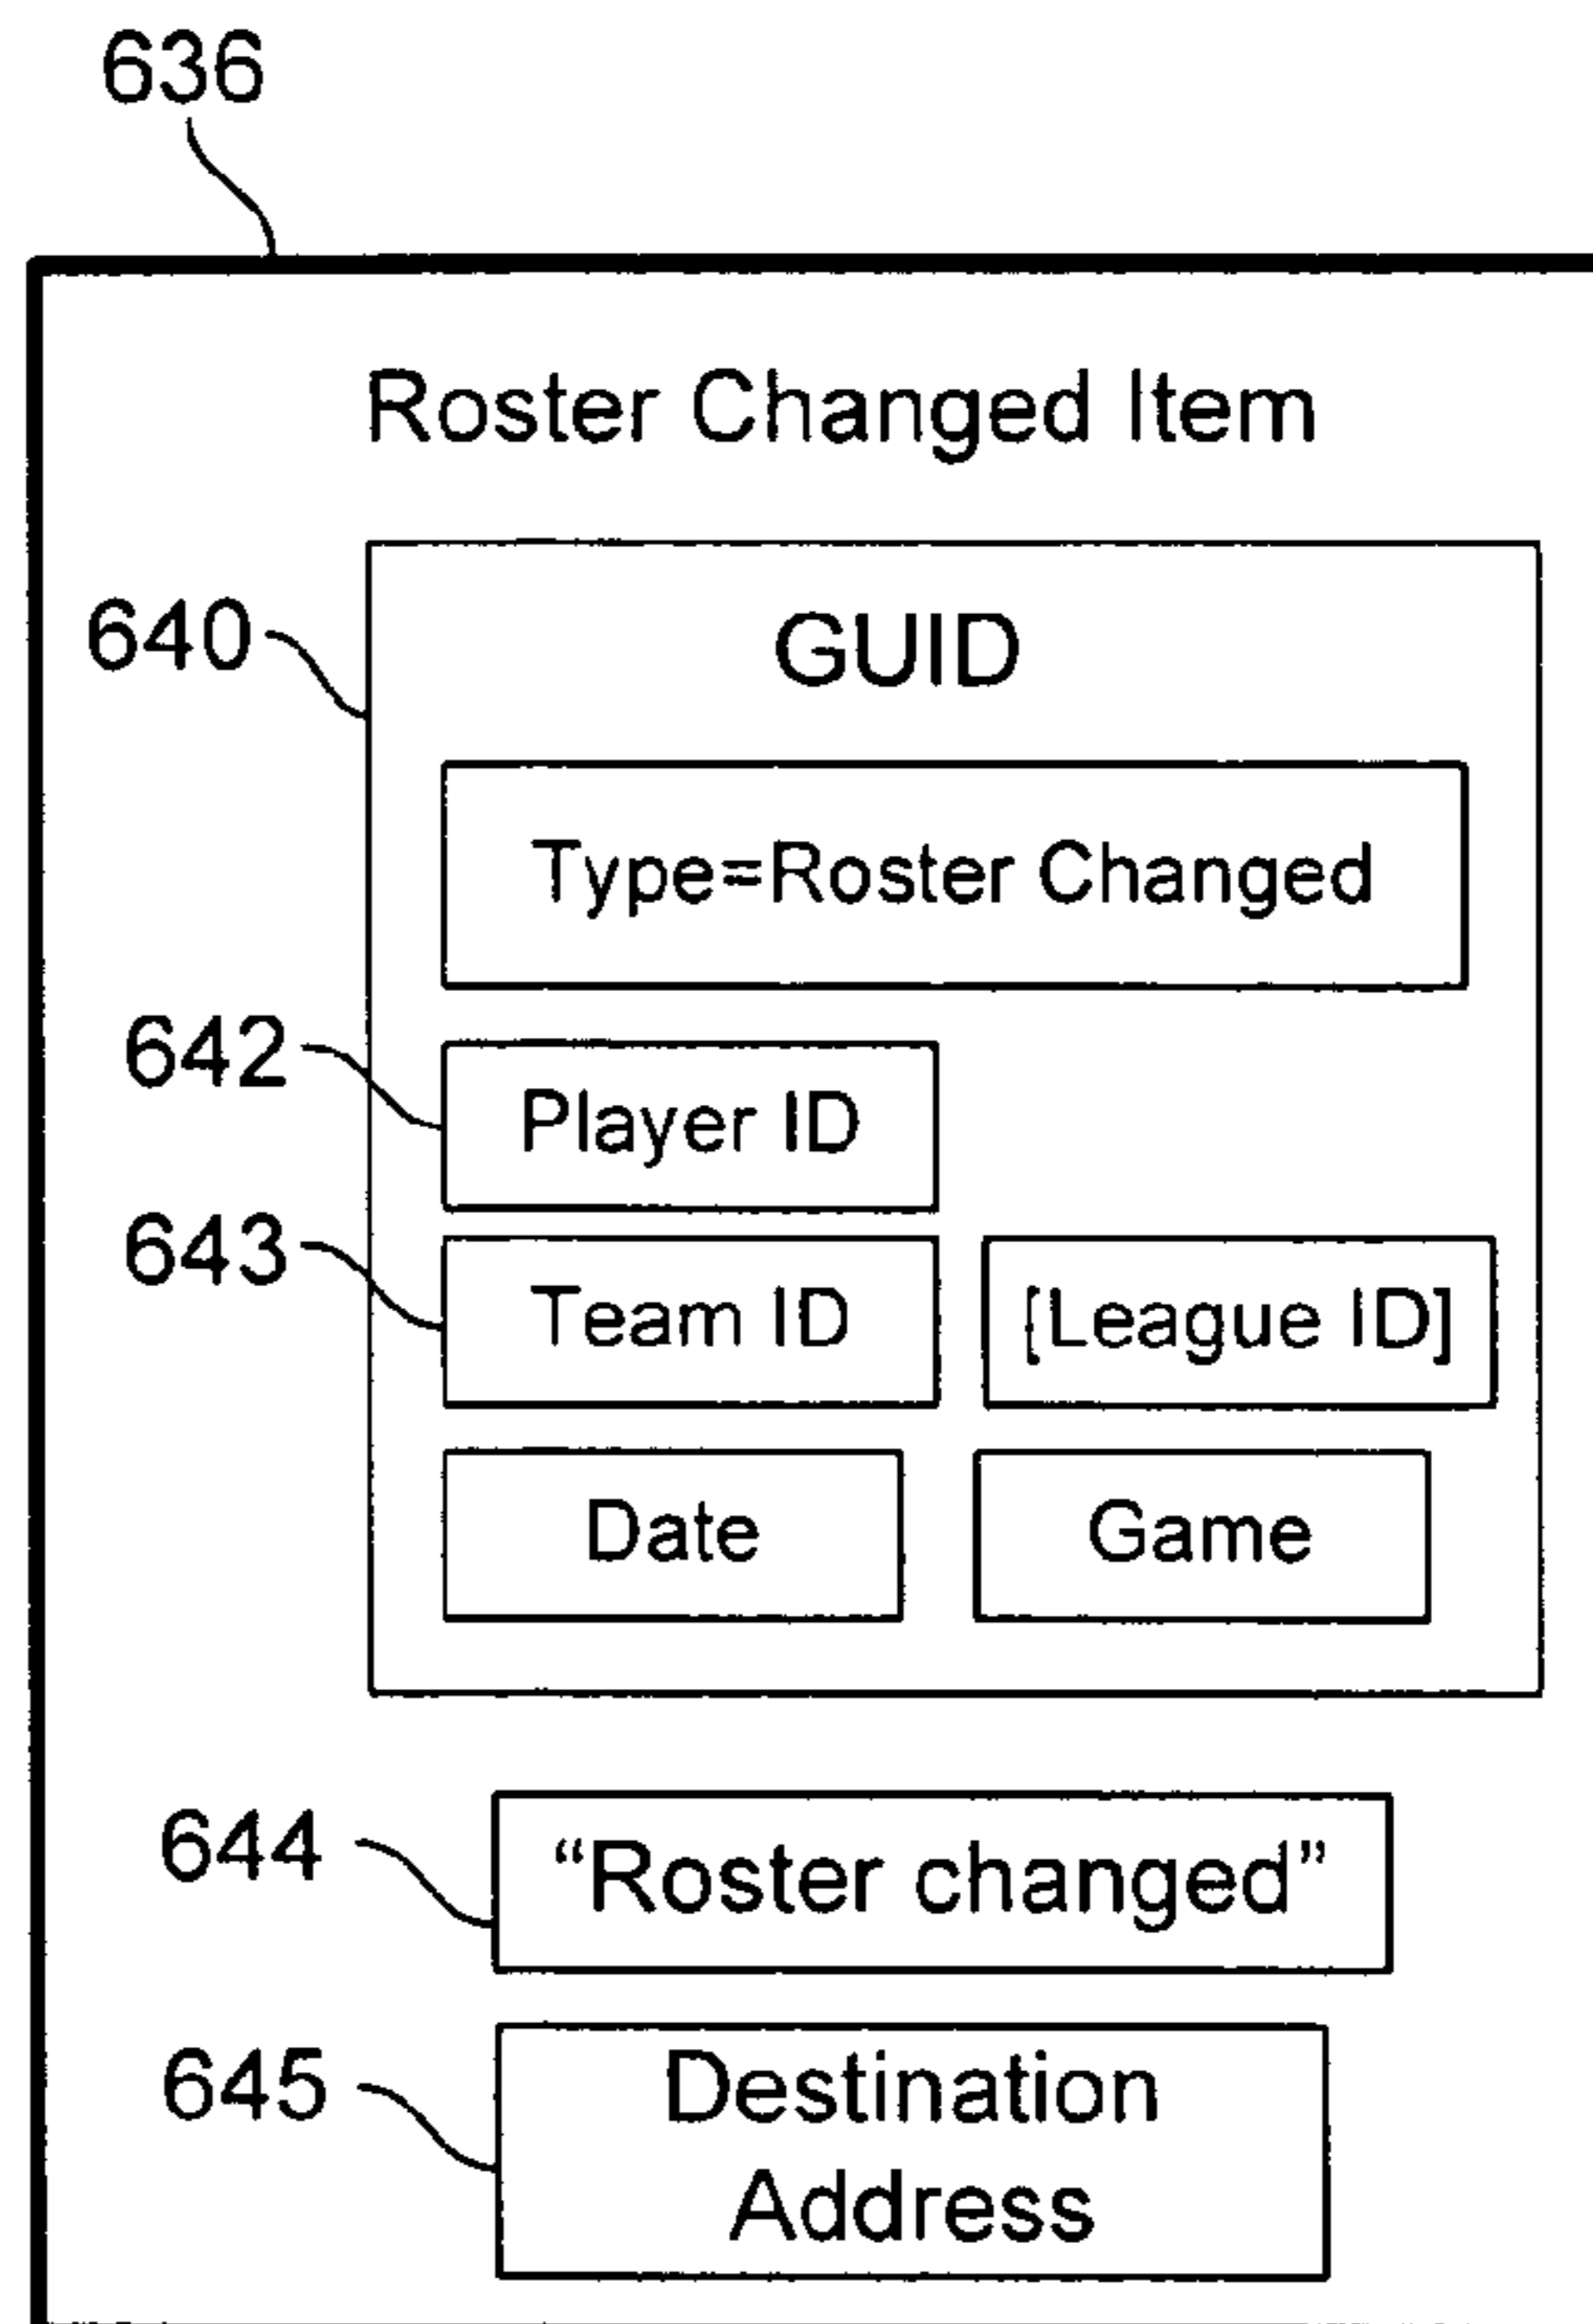 636
Roster Changed Item
640
GUID
Type=Roster Changed
642
Player ID
643
Team ID
[League ID]
Date
Game
644
“Roster changed”
645
Destination
Address